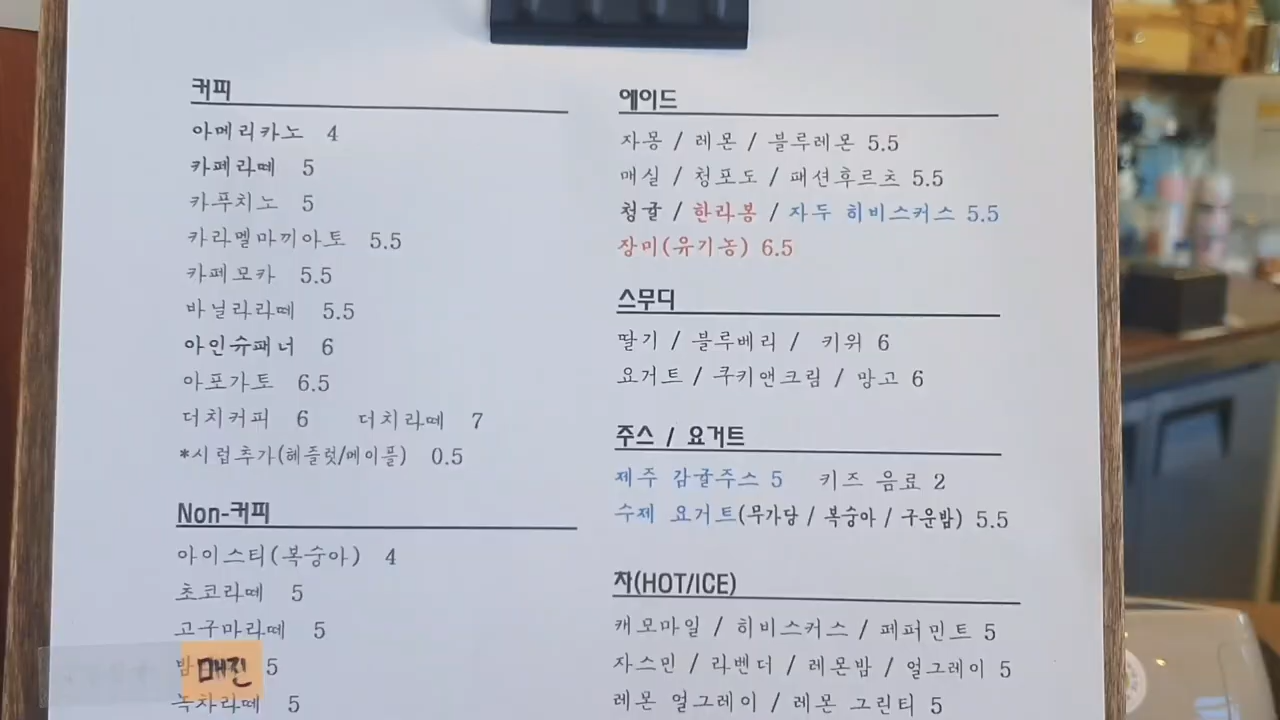 커피
아메리카노 4
카페라떼 5
카푸치노 5
카라멜마끼아토 5.5
카페모카 5.5
바닐라라떼 5.5
아인슈패너 6
아포가토 6.5
더치커피 6 더치라떼 7
*시럽추가(헤즐럿/메이플) 0.5
Non-커피
아이스티(복숭아) 4
초코라떼 5
고구마라떼 5
매진 5
녹차라떼 5
에이드
자몽 / 레몬 / 블루레몬 5.5
매실 / 청포도 / 패션후르츠 5.5
청귤 / 한라봉 / 자두 히비스커스 5.5
장미(유기농) 6.5
스무디
딸기 / 블루베리 / 키위 6
요거트 / 쿠키앤크림 / 망고 6
주스 / 요거트
제주 감귤주스 5 키즈 음료 2
수제 요거트(무가당 / 복숭아 / 구운밤) 5.5
차(HOT/ICE)
캐모마일 / 히비스커스 / 페퍼민트 5
자스민 / 라벤더 / 레몬밤 / 얼그레이 5
레몬 얼그레이 / 레몬 그린티 5